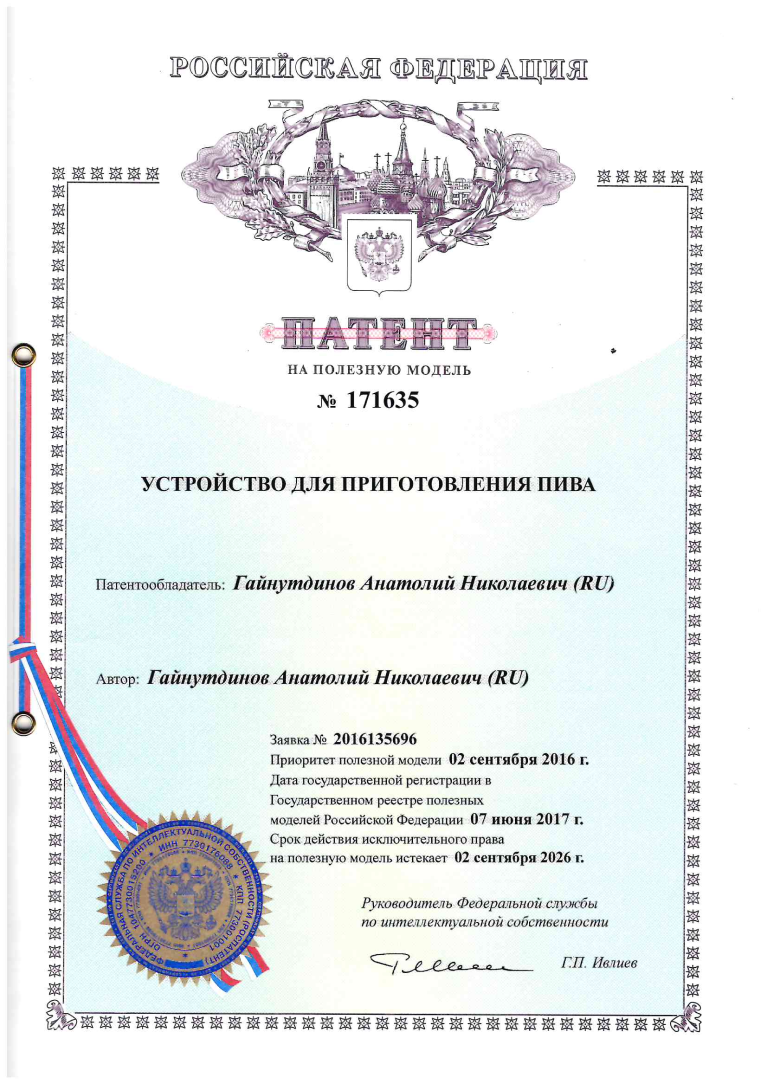 РОССИЙСКАЯ ФЕДЕРАЦИЯ
ПАТЕНТ
НА ПОЛЕЗНУЮ МОДЕЛЬ
№ 171635
УСТРОЙСТВО ДЛЯ ПРИГОТОВЛЕНИЯ ПИВА
Патентообладатель: Гайнутдинов Анатолий Николаевич (RU)
Автор: Гайнутдинов Анатолий Николаевич (RU)
Заявка № 2016135696
Приоритет полезной модели 02 сентября 2016 г.
Дата государственной регистрации в
Государственном реестре полезных
моделей Российской Федерации 07 июня 2017 г.
Срок действия исключительного права
на полезную модель истекает 02 сентября 2026 г.
Руководитель Федеральной службы
по интеллектуальной собственности
Г.П. Ивлиев
ФЕДЕРАЛЬНАЯ СЛУЖБА ПО ИНТЕЛЛЕКТУАЛЬНОЙ СОБСТВЕННОСТИ (РОСПАТЕНТ)
ОГРН 1047730015200 * ИНН 7730176088 * КПП 773001001